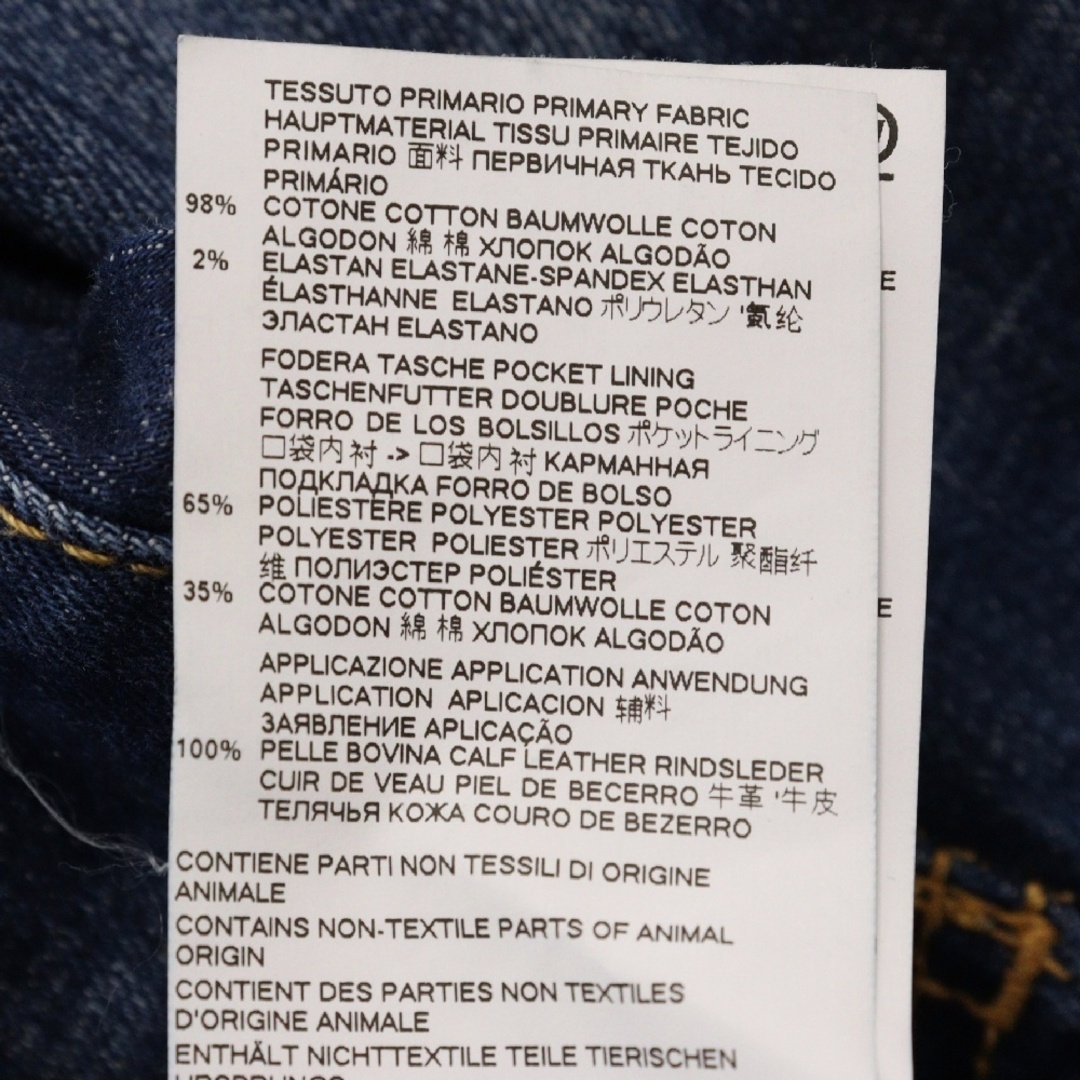 TESSUTO PRIMARIO PRIMARY FABRIC
HAUPTMATERIAL TISSU PRIMAIRE TEJIDO
PRIMARIO 面料 ПЕРВИЧНАЯ ТКАНЬ TECIDO
PRIMÁRIO
98% COTONE COTTON BAUMWOLLE COTON
ALGODON 綿 棉 ХЛОПОК ALGODÃO
2% ELASTAN ELASTANE-SPANDEX ELASTHAN
ÉLASTHANNE ELASTANO ポリウレタン '氨纶
ЭЛАСТАН ELASTANO
FODERA TASCHE POCKET LINING
TASCHENFUTTER DOUBLURE POCHE
FORRO DE LOS BOLSILLOS ポケットライニング
口袋内衬 -> 口袋内衬 КАРМАННАЯ
ПОДКЛАДКА FORRO DE BOLSO
65% POLIESTERE POLYESTER POLYESTER
POLYESTER POLIESTER ポリエステル 聚酯纤
维 ПОЛИЭСТЕР POLIÉSTER
35% COTONE COTTON BAUMWOLLE COTON
ALGODON 綿 棉 ХЛОПОК ALGODÃO
APPLICAZIONE APPLICATION ANWENDUNG
APPLICATION APLICACION 辅料
ЗАЯВЛЕНИЕ APLICAÇÃO
100% PELLE BOVINA CALF LEATHER RINDSLEDER
CUIR DE VEAU PIEL DE BECERRO 牛革 '牛皮
ТЕЛЯЧЬЯ КОЖА COURO DE BEZERRO
CONTIENE PARTI NON TESSILI DI ORIGINE
ANIMALE
CONTAINS NON-TEXTILE PARTS OF ANIMAL
ORIGIN
CONTIENT DES PARTIES NON TEXTILES
D'ORIGINE ANIMALE
ENTHÄLT NICHTTEXTILE TEILE TIERISCHEN